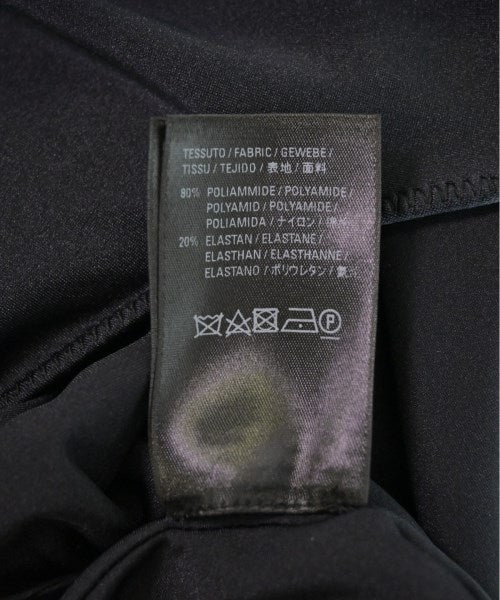 TESSUTO / FABRIC / GEWEBE /
TISSU / TEJIDO / 表地 / 面料
80% POLIAMMIDE / POLYAMIDE /
POLYAMID / POLYAMIDE /
POLIAMIDA / ナイロン /
20% ELASTAN / ELASTANE /
ELASTHAN / ELASTHANNE /
ELASTANO / ポリウレタン /
P